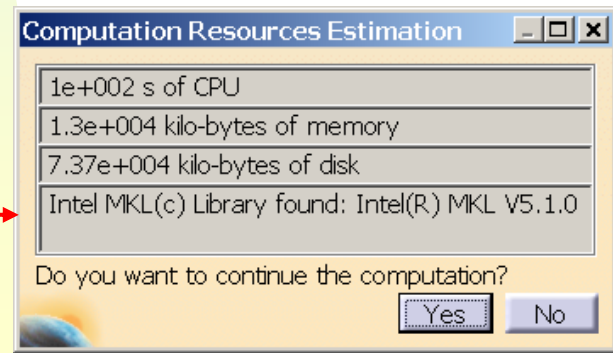 Computation Resources Estimation
1e+002 s of CPU
1.3e+004 kilo-bytes of memory
7.37e+004 kilo-bytes of disk
Intel MKL(c) Library found: Intel(R) MKL V5.1.0
Do you want to continue the computation?
Yes No